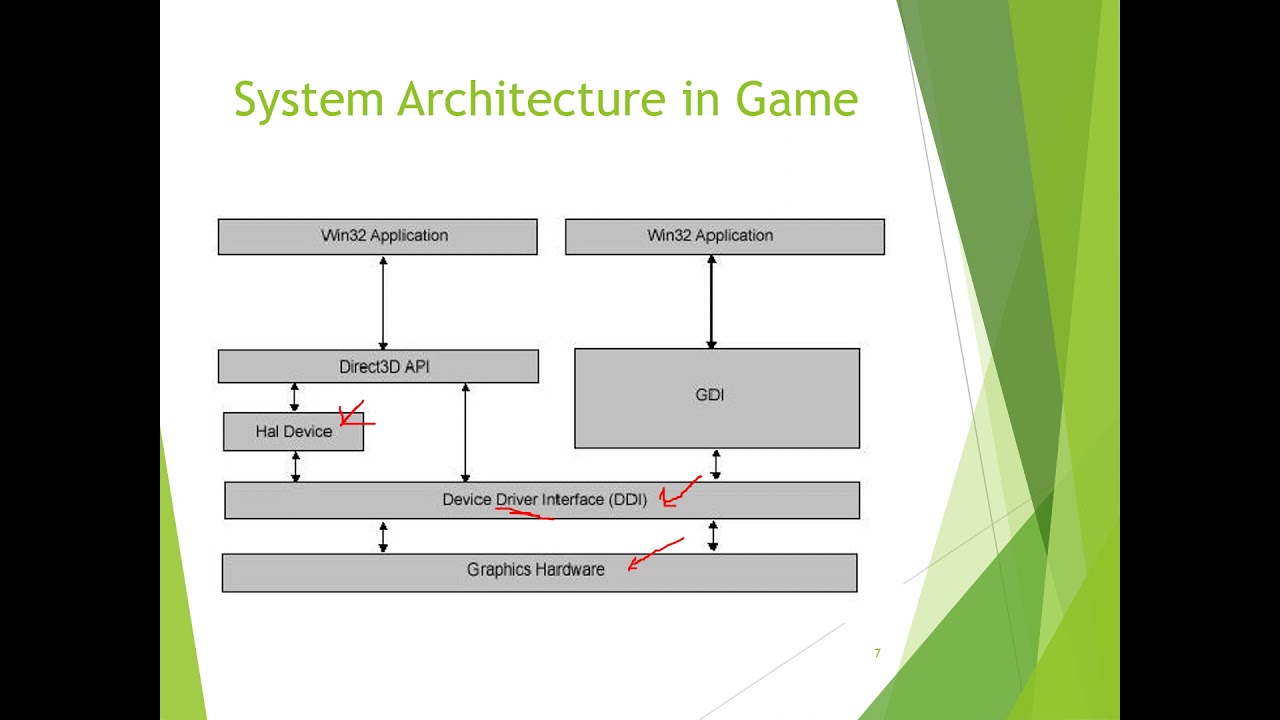 System Architecture in Game
Win32 Application
Win32 Application
Direct3D API
GDI
Hal Device
Device Driver Interface (DDI)
Graphics Hardware
7